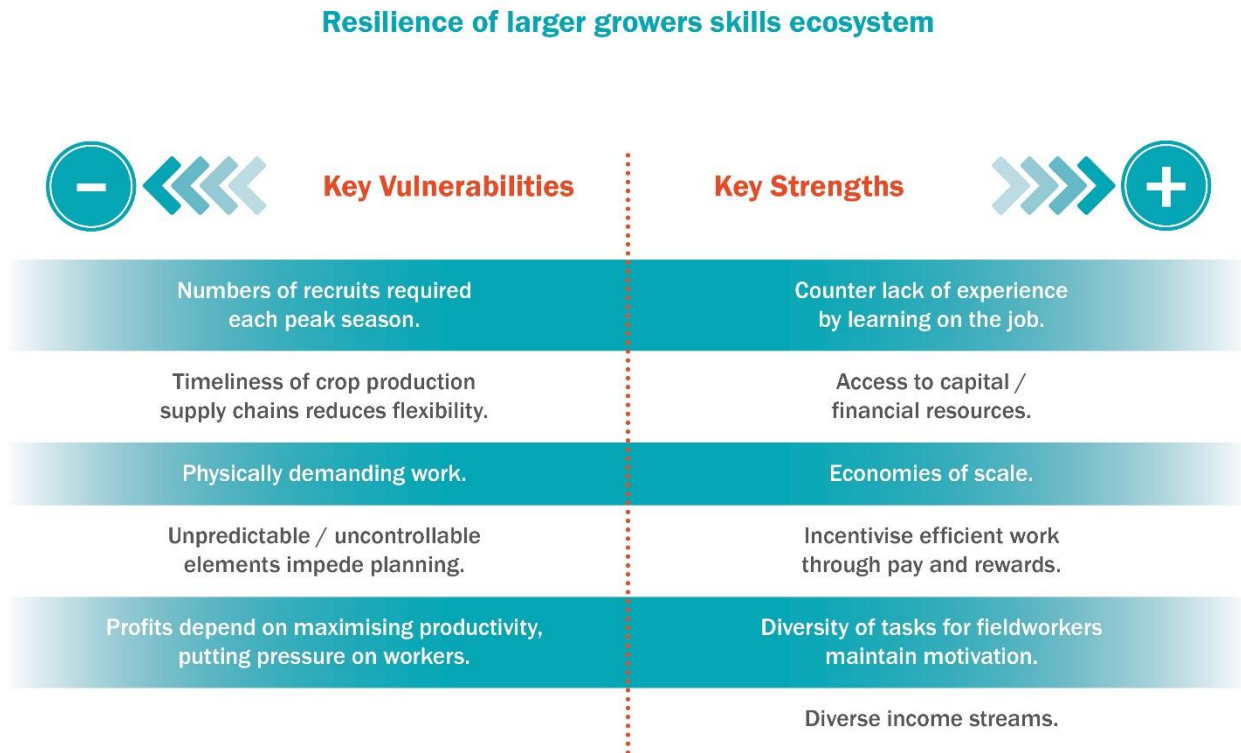 Resilience of larger growers skills ecosystem
Key Vulnerabilities
Key Strengths
Numbers of recruits required
each peak season.
Counter lack of experience
by learning on the job.
Timeliness of crop production
supply chains reduces flexibility.
Access to capital /
financial resources.
Physically demanding work.
Economies of scale.
Unpredictable / uncontrollable
elements impede planning.
Incentivise efficient work
through pay and rewards.
Profits depend on maximising productivity,
putting pressure on workers.
Diversity of tasks for fieldworkers
maintain motivation.
Diverse income streams.